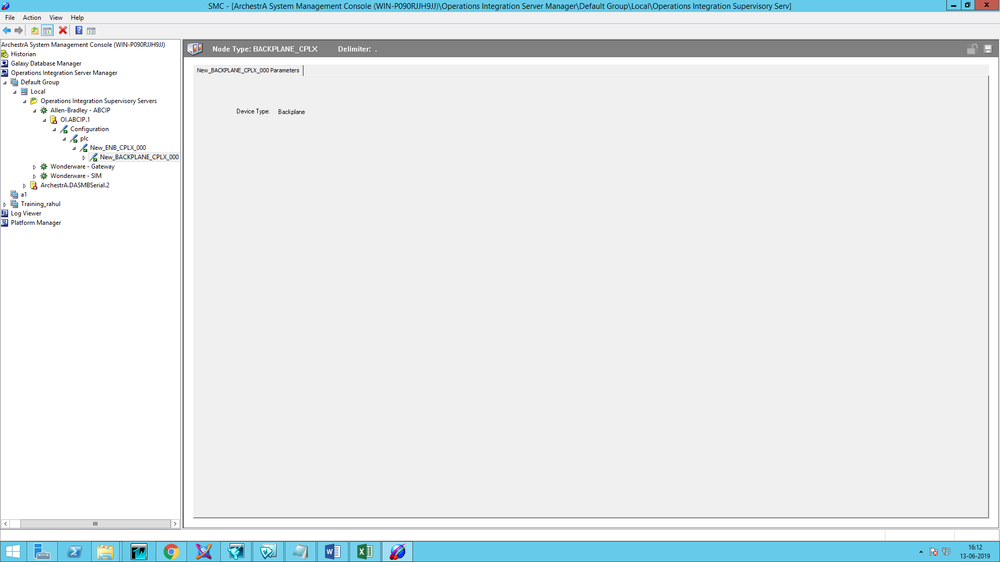 SMC - [ArchestrA System Management Console (WIN-P090RJJH9JJ)\Operations Integration Server Manager\Default Group\Local\Operations Integration Supervisory Serv]
File Action View Help
ArchestrA System Management Console (WIN-P090RJJH9JJ)
Historian
Galaxy Database Manager
Operations Integration Server Manager
Default Group
Local
Operations Integration Supervisory Servers
Allen-Bradley - ABCIP
OI.ABCIP.1
Configuration
plc
New_ENB_CPLX_000
New_BACKPLANE_CPLX_000
Wonderware - Gateway
Wonderware - SIM
ArchestrA.DASMBSerial.2
a1
Training_rahul
Log Viewer
Platform Manager
Node Type: BACKPLANE_CPLX Delimiter: .
New_BACKPLANE_CPLX_000 Parameters
Device Type: Backplane
16:12
13-06-2019